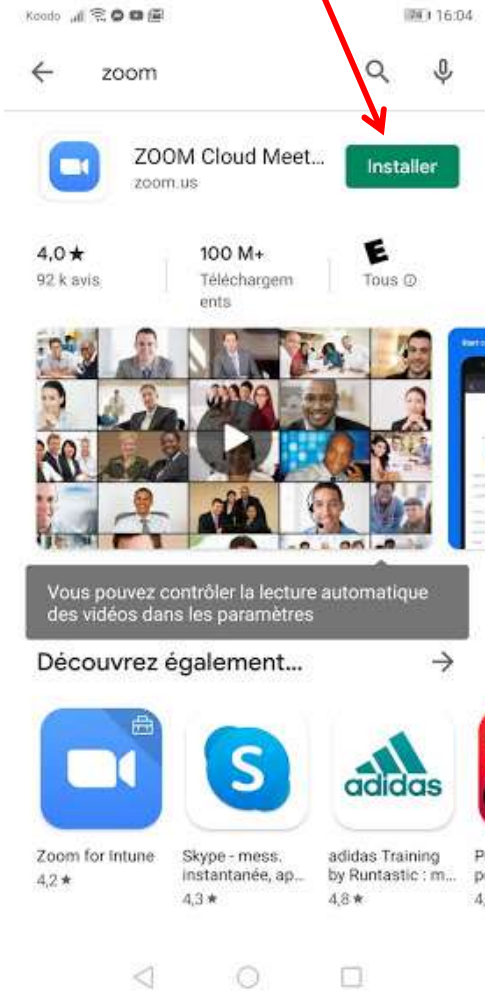 Koodo 16:04
zoom
ZOOM Cloud Meet...
zoom.us
Installer
4,0★
92 k avis
100 M+
Téléchargem
ents
E
Tous
Vous pouvez contrôler la lecture automatique
des vidéos dans les paramètres
Découvrez également...
S
adidas
Zoom for Intune
4,2★
Skype - mess.
instantanée, ap...
4,3★
adidas Training
by Runtastic : m...
4,8★